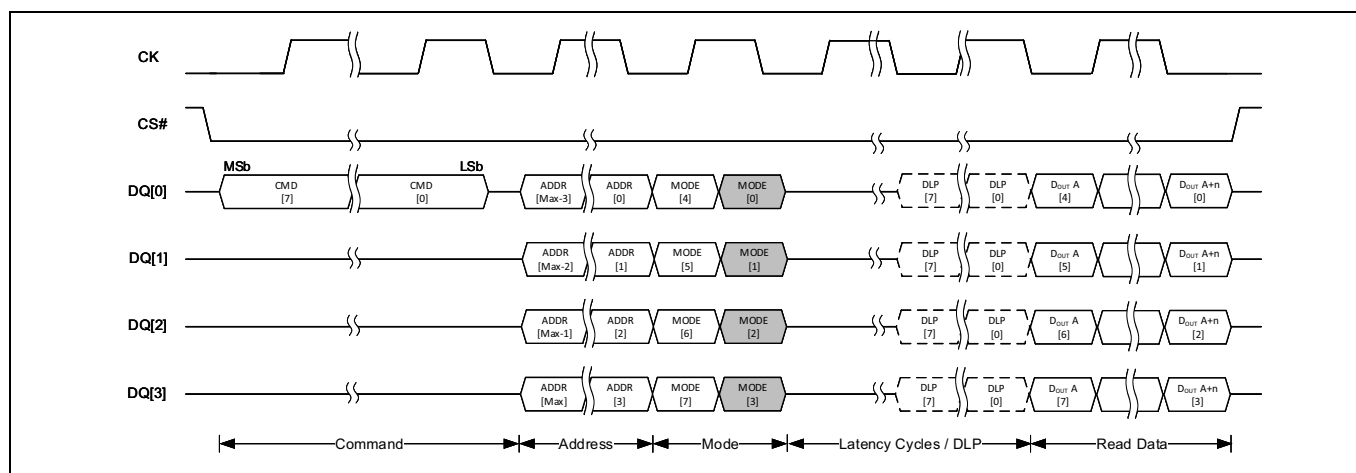 CK
CS#
MSb LSb
DQ[0] CMD [7] CMD [0] ADDR [Max-3] ADDR [0] MODE [4] MODE [0] DLP [7] DLP [0] DOUT A [4] DOUT A+n [0]
DQ[1] ADDR [Max-2] ADDR [1] MODE [5] MODE [1] DLP [7] DLP [0] DOUT A [5] DOUT A+n [1]
DQ[2] ADDR [Max-1] ADDR [2] MODE [6] MODE [2] DLP [7] DLP [0] DOUT A [6] DOUT A+n [2]
DQ[3] ADDR [Max] ADDR [3] MODE [7] MODE [3] DLP [7] DLP [0] DOUT A [7] DOUT A+n [3]
Command Address Mode Latency Cycles / DLP Read Data